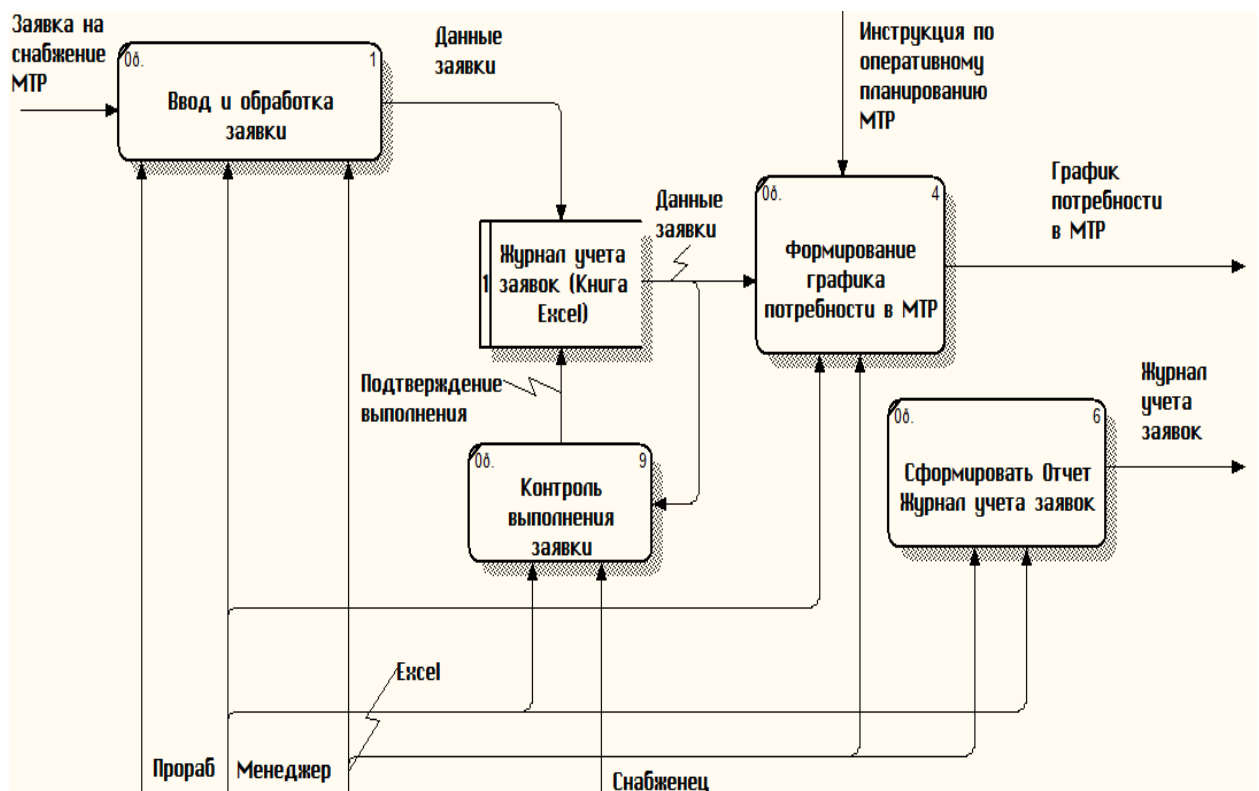 Заявка на
снабжение
МТР
0д.
1
Ввод и обработка
заявки
Данные
заявки
Инструкция по
оперативному
планированию
МТР
0д.
4
Формирование
графика
потребности в МТР
График
потребности
в МТР
Данные
заявки
1
Журнал учета
заявок (Книга
Excel)
Подтверждение
выполнения
0д.
9
Контроль
выполнения
заявки
0д.
6
Сформировать Отчет
Журнал учета заявок
Журнал
учета
заявок
Excel
Прораб
Менеджер
Снабженец